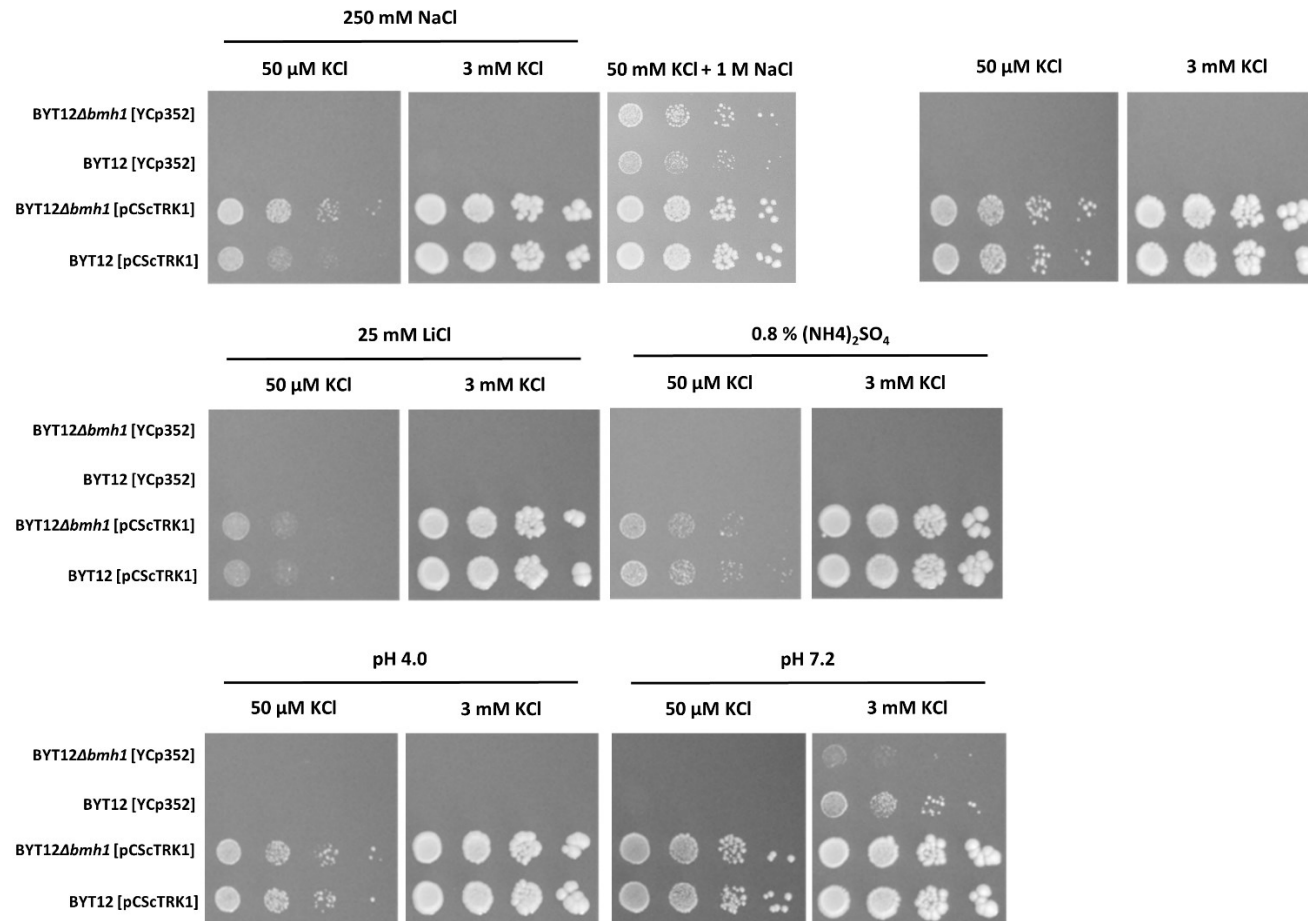 250 mM NaCl
50 µM KCl 3 mM KCl 50 mM KCl + 1 M NaCl 50 µM KCl 3 mM KCl
BYT12Δbmh1 [YCp352]
BYT12 [YCp352]
BYT12Δbmh1 [pCScTRK1]
BYT12 [pCScTRK1]
25 mM LiCl 0.8 % (NH4)₂SO₄
50 µM KCl 3 mM KCl 50 µM KCl 3 mM KCl
BYT12Δbmh1 [YCp352]
BYT12 [YCp352]
BYT12Δbmh1 [pCScTRK1]
BYT12 [pCScTRK1]
pH 4.0 pH 7.2
50 µM KCl 3 mM KCl 50 µM KCl 3 mM KCl
BYT12Δbmh1 [YCp352]
BYT12 [YCp352]
BYT12Δbmh1 [pCScTRK1]
BYT12 [pCScTRK1]